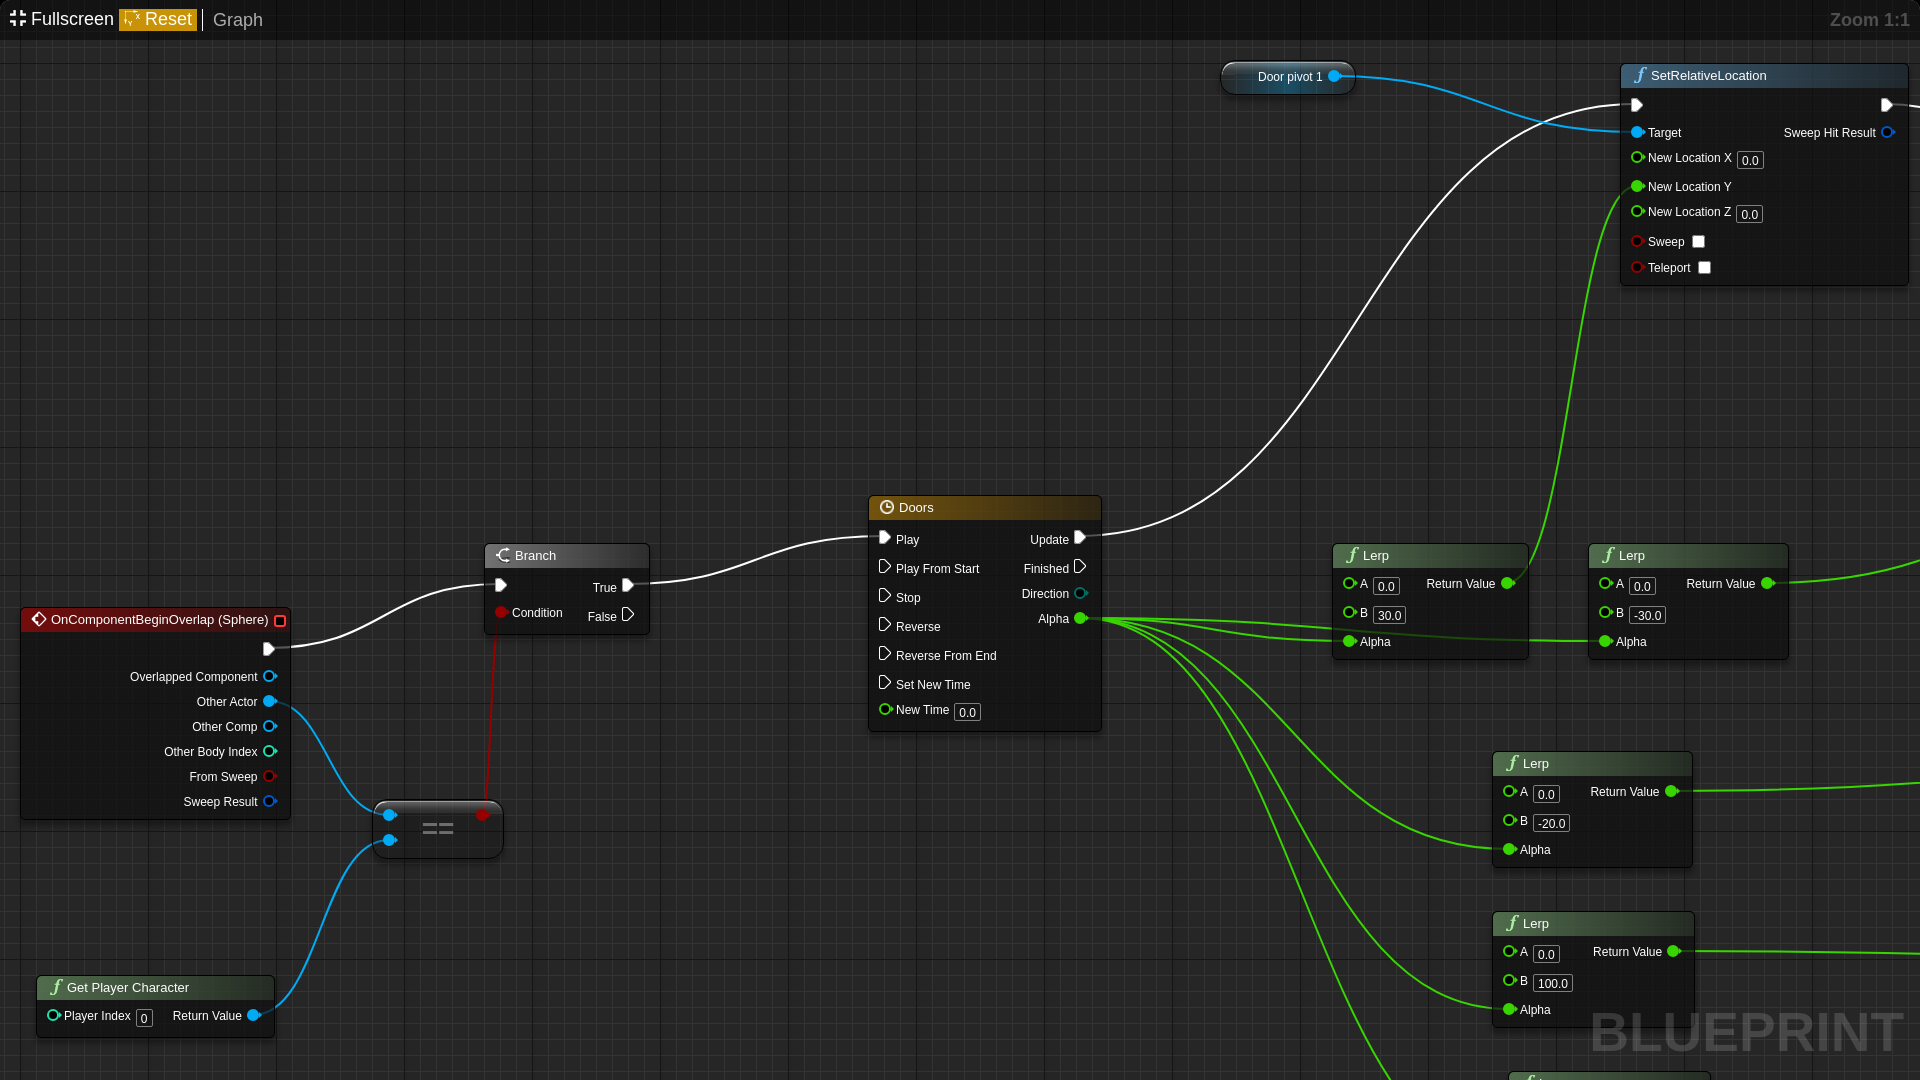 Fullscreen Reset Graph
Zoom 1:1
Door pivot 1
SetRelativeLocation
Target
Sweep Hit Result
New Location X 0.0
New Location Y
New Location Z 0.0
Sweep
Teleport
Doors
Play
Update
Play From Start
Finished
Stop
Direction
Reverse
Alpha
Reverse From End
Set New Time
New Time 0.0
Branch
True
Condition
False
OnComponentBeginOverlap (Sphere)
Overlapped Component
Other Actor
Other Comp
Other Body Index
From Sweep
Sweep Result
==
Get Player Character
Player Index 0
Return Value
Lerp
A 0.0
Return Value
B 30.0
Alpha
Lerp
A 0.0
Return Value
B -30.0
Alpha
Lerp
A 0.0
Return Value
B -20.0
Alpha
Lerp
A 0.0
Return Value
B 100.0
Alpha
BLUEPRINT